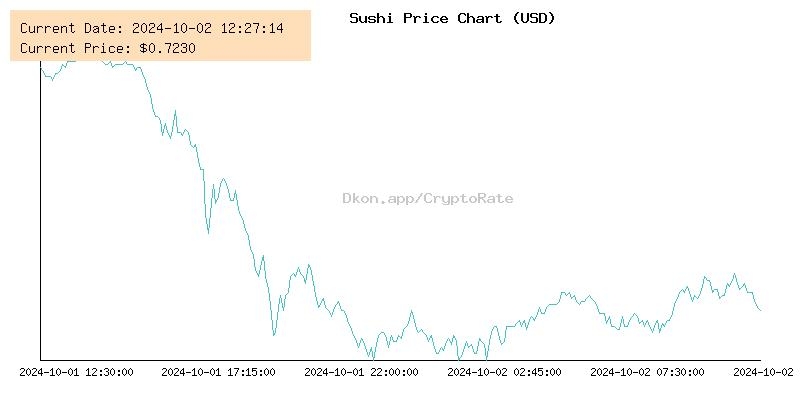 Sushi Price Chart (USD)
Current Date: 2024-10-02 12:27:14
Current Price: $0.7230
Dkon.app/CryptoRate
2024-10-01 12:30:00 2024-10-01 17:15:00 2024-10-01 22:00:00 2024-10-02 02:45:00 2024-10-02 07:30:00 2024-10-02